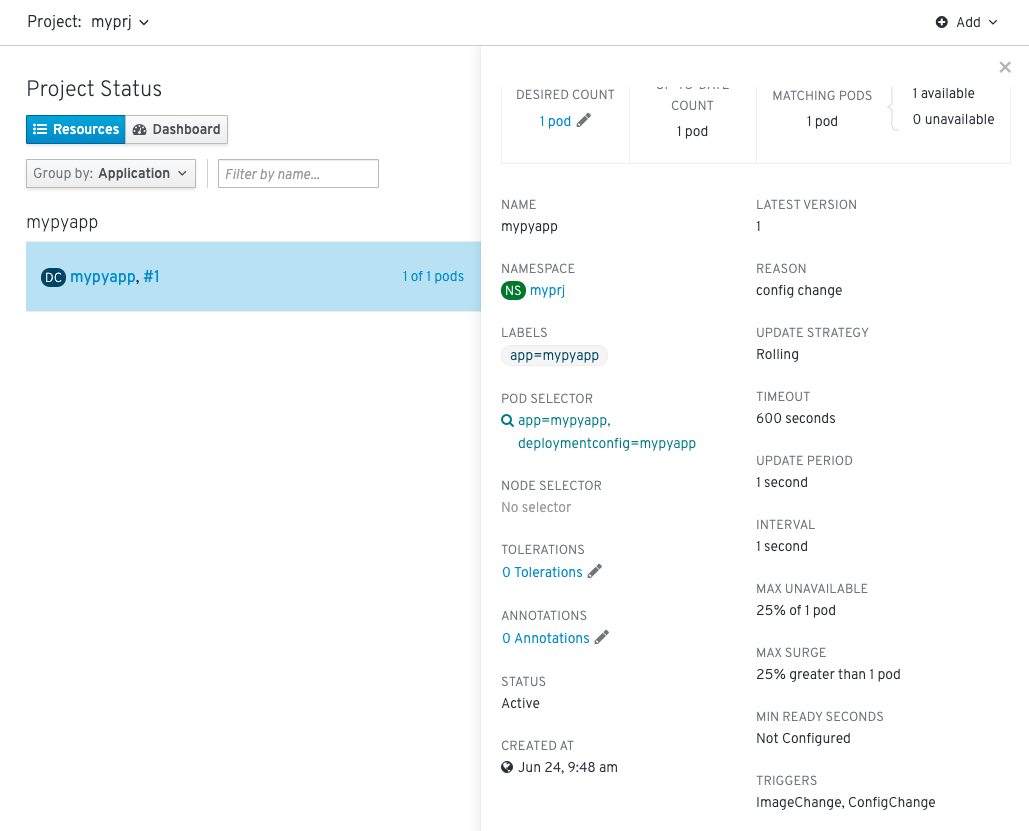 Project: myprj
Add
Project Status
Resources
Dashboard
Group by: Application
Filter by name...
mypyapp
DC mypyapp, #1
1 of 1 pods
DESIRED COUNT
1 pod
UP-TO-DATE
COUNT
1 pod
MATCHING PODS
1 pod
1 available
0 unavailable
NAME
mypyapp
NAMESPACE
NS myprj
LABELS
app=mypyapp
POD SELECTOR
app=mypyapp,
deploymentconfig=mypyapp
NODE SELECTOR
No selector
TOLERATIONS
0 Tolerations
ANNOTATIONS
0 Annotations
STATUS
Active
CREATED AT
Jun 24, 9:48 am
LATEST VERSION
1
REASON
config change
UPDATE STRATEGY
Rolling
TIMEOUT
600 seconds
UPDATE PERIOD
1 second
INTERVAL
1 second
MAX UNAVAILABLE
25% of 1 pod
MAX SURGE
25% greater than 1 pod
MIN READY SECONDS
Not Configured
TRIGGERS
ImageChange, ConfigChange